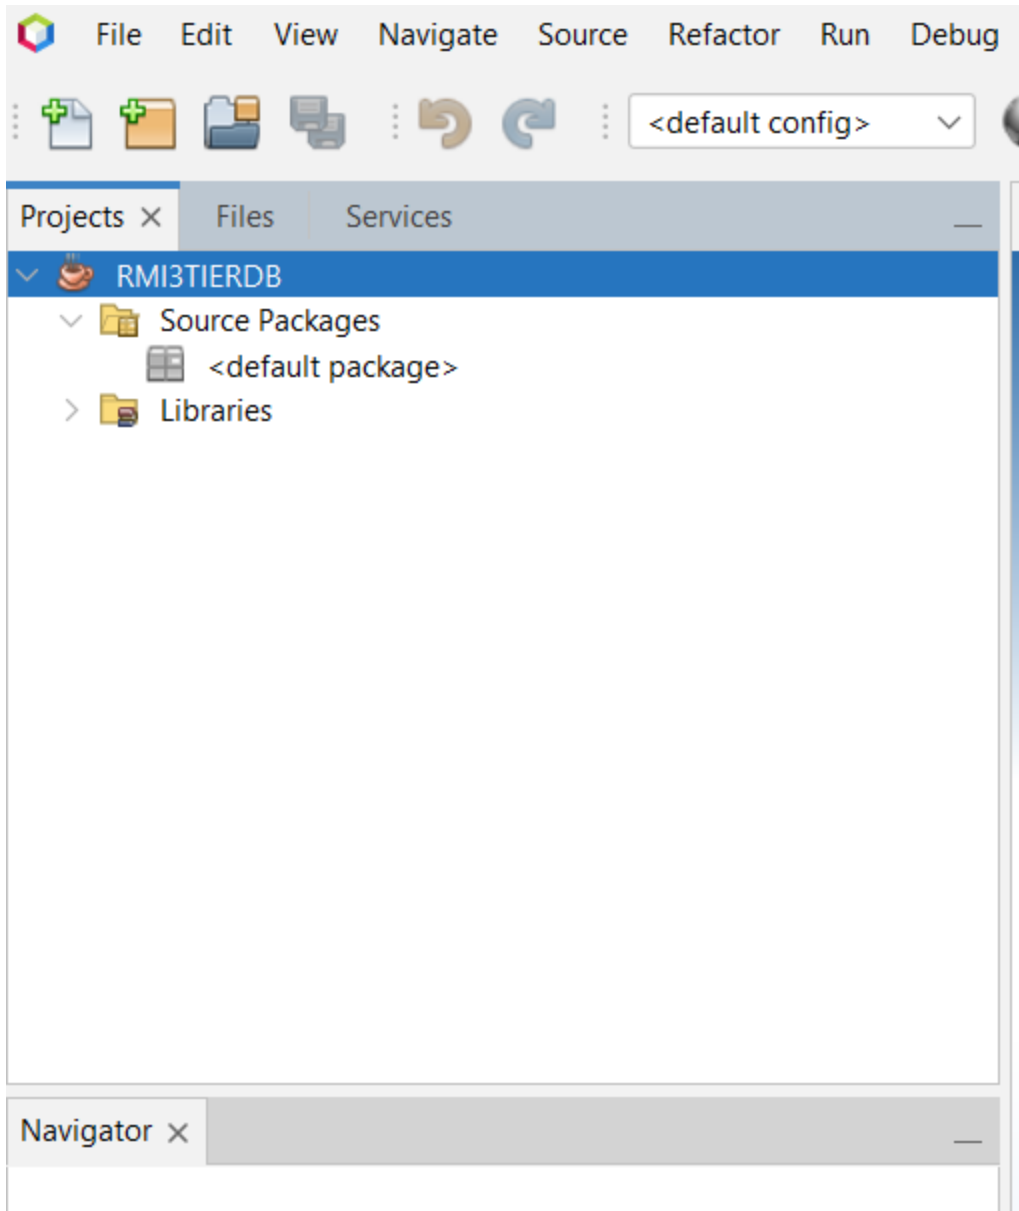 File Edit View Navigate Source Refactor Run Debug
<default config>
Projects Files Services
RMI3TIERDB
Source Packages
<default package>
Libraries
Navigator